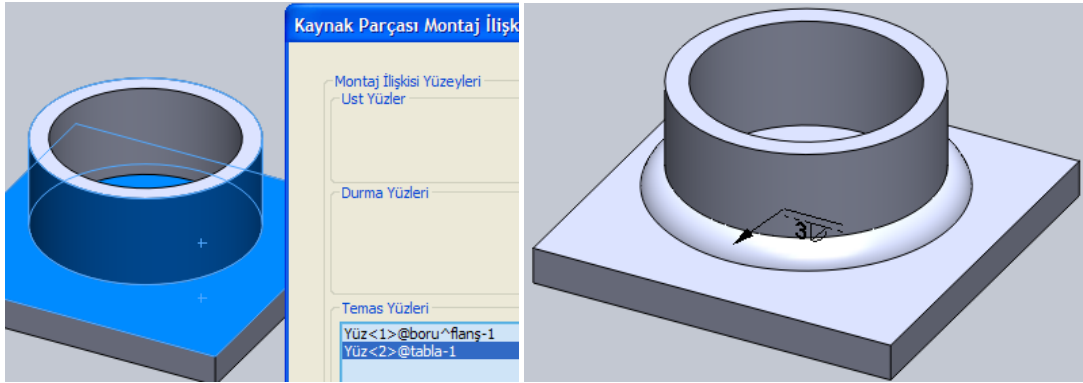 Kaynak Parçası Montaj İlişk
Montaj İlişkisi Yüzeyleri
Ust Yüzler
Durma Yüzleri
Temas Yüzleri
Yüz<1>@boru^flanş-1
Yüz<2>@tabla-1
3